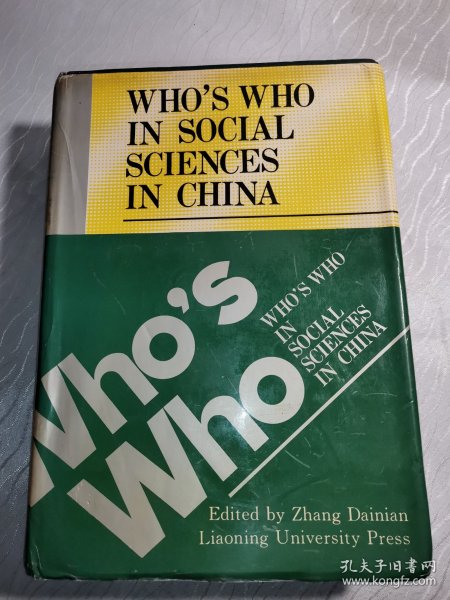 WHO'S WHO
IN SOCIAL
SCIENCES
IN CHINA
Who's
Who
WHO'S WHO
IN
SOCIAL
SCIENCES
IN CHINA
Edited by Zhang Dainian
Liaoning University Press
孔夫子旧书网
www.kongfz.com